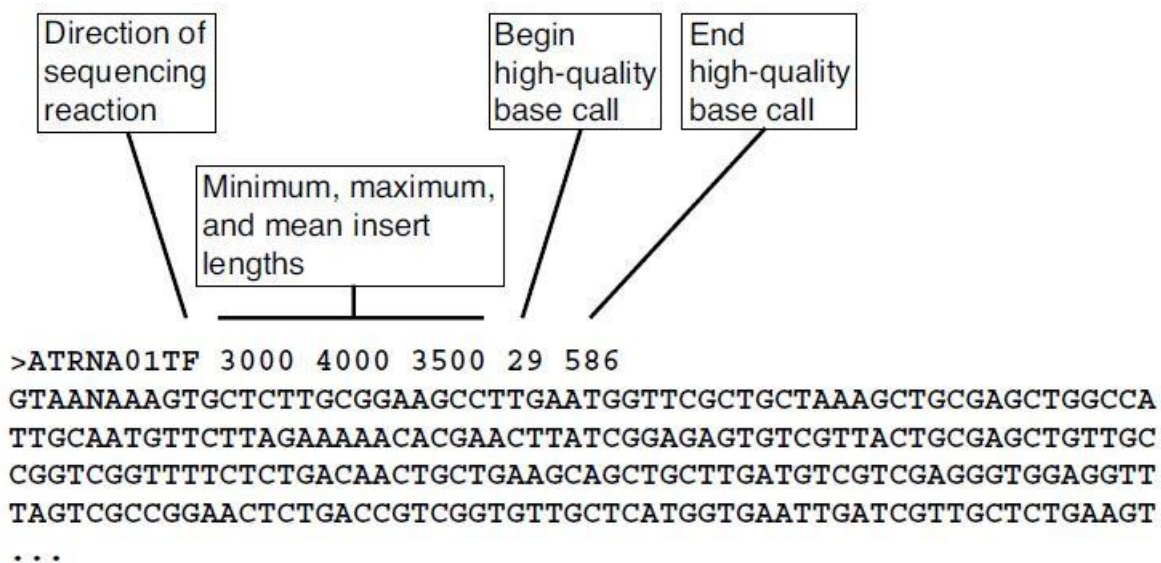 Direction of
sequencing
reaction
Begin
high-quality
base call
End
high-quality
base call
Minimum, maximum,
and mean insert
lengths
>ATRNA01TF 3000 4000 3500 29 586
GTAANAAAGTGCTCTTGCGGAAGCCTTGAATGGTTCGCTGCTAAAGCTGCGAGCTGGCCA
TTGCAATGTTCTTAGAAAAACACGAACTTATCGGAGAGTGTCGTTACTGCGAGCTGTTGC
CGGTCGGTTTTCTCTGACAACTGCTGAAGCAGCTGCTTGATGTCGTCGAGGGTGGAGGTT
TAGTCGCCGGAACTCTGACCGTCGGTGTTGCTCATGGTGAATTGATCGTTGCTCTGAAGT
...